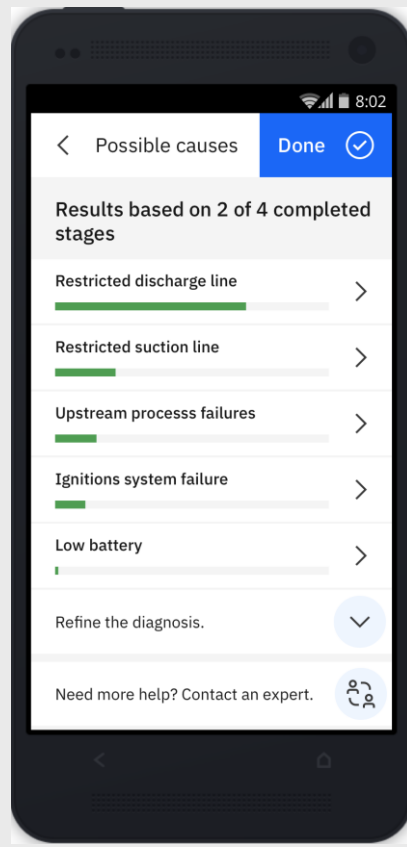 8:02
Possible causes
Done
Results based on 2 of 4 completed
stages
Restricted discharge line
Restricted suction line
Upstream processs failures
Ignitions system failure
Low battery
Refine the diagnosis.
Need more help? Contact an expert.